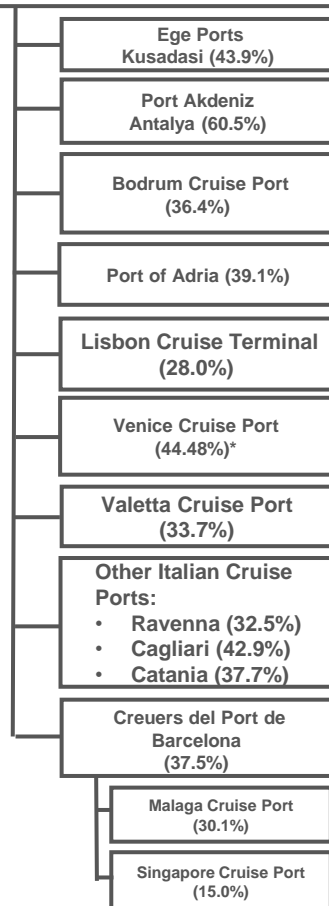 Ege Ports
Kusadasi (43.9%)
Port Akdeniz
Antalya (60.5%)
Bodrum Cruise Port
(36.4%)
Port of Adria (39.1%)
Lisbon Cruise Terminal
(28.0%)
Venice Cruise Port
(44.48%)*
Valetta Cruise Port
(33.7%)
Other Italian Cruise
Ports:
• Ravenna (32.5%)
• Cagliari (42.9%)
• Catania (37.7%)
Creuers del Port de
Barcelona
(37.5%)
Malaga Cruise Port
(30.1%)
Singapore Cruise Port
(15.0%)